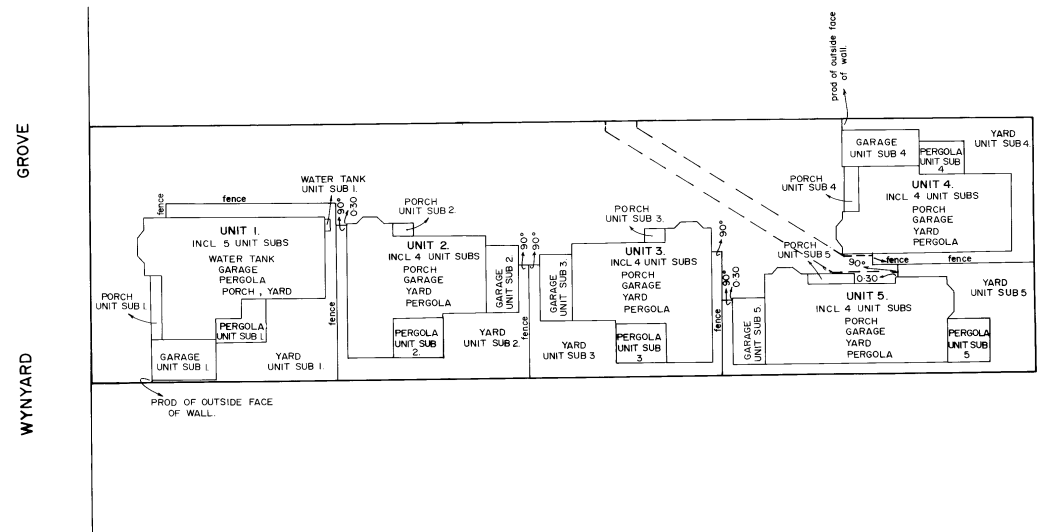 WYNYARD GROVE
prod of outside face
of wall.
GARAGE
UNIT SUB 4
PERGOLA
UNIT SUB
4
YARD
UNIT SUB 4.
PORCH
UNIT SUB 4
UNIT 4.
INCL 4 UNIT SUBS
PORCH
GARAGE
YARD
PERGOLA
WATER TANK
UNIT SUB 1.
fence
fence
90°
0·30
UNIT 1.
INCL 5 UNIT SUBS
WATER TANK
GARAGE
PERGOLA
PORCH , YARD
PORCH
UNIT SUB 1.
PERGOLA
UNIT SUB 1.
GARAGE
UNIT SUB 1.
YARD
UNIT SUB 1.
fence
PROD OF OUTSIDE FACE
OF WALL.
PORCH
UNIT SUB 2.
UNIT 2.
INCL 4 UNIT SUBS
PORCH
GARAGE
YARD
PERGOLA
GARAGE
UNIT SUB 2.
PERGOLA
UNIT SUB
2.
YARD
UNIT SUB 2.
90°
90°
fence
PORCH
UNIT SUB 3.
UNIT 3.
INCL 4 UNIT SUBS
PORCH
GARAGE
YARD
PERGOLA
GARAGE
UNIT SUB 3.
YARD
UNIT SUB 3
PERGOLA
UNIT SUB
3
90°
fence
90°
0·30
PORCH
UNIT SUB 5
90°
fence
fence
0·30
UNIT 5.
INCL 4 UNIT SUBS
PORCH
GARAGE
YARD
PERGOLA
GARAGE
UNIT SUB 5.
YARD
UNIT SUB 5
PERGOLA
UNIT SUB
5